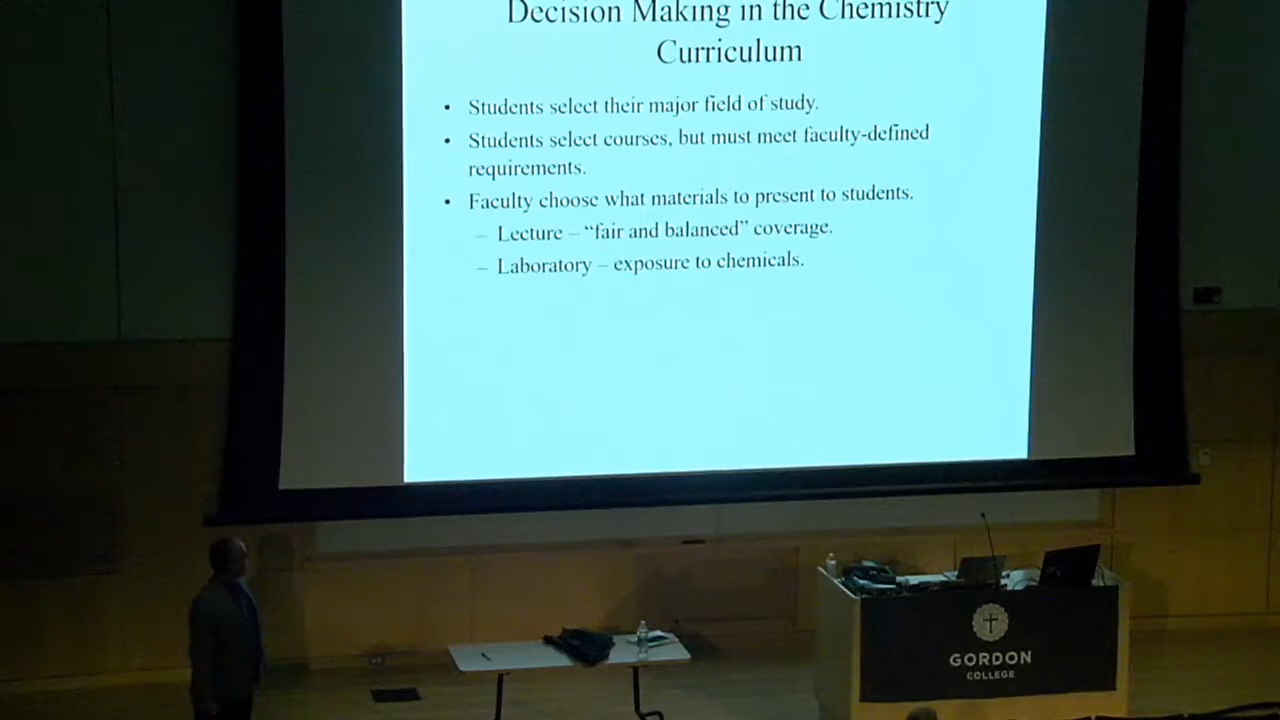 Decision Making in the Chemistry
Curriculum
• Students select their major field of study.
• Students select courses, but must meet faculty-defined
requirements.
• Faculty choose what materials to present to students.
– Lecture – “fair and balanced” coverage.
– Laboratory – exposure to chemicals.
GORDON
COLLEGE